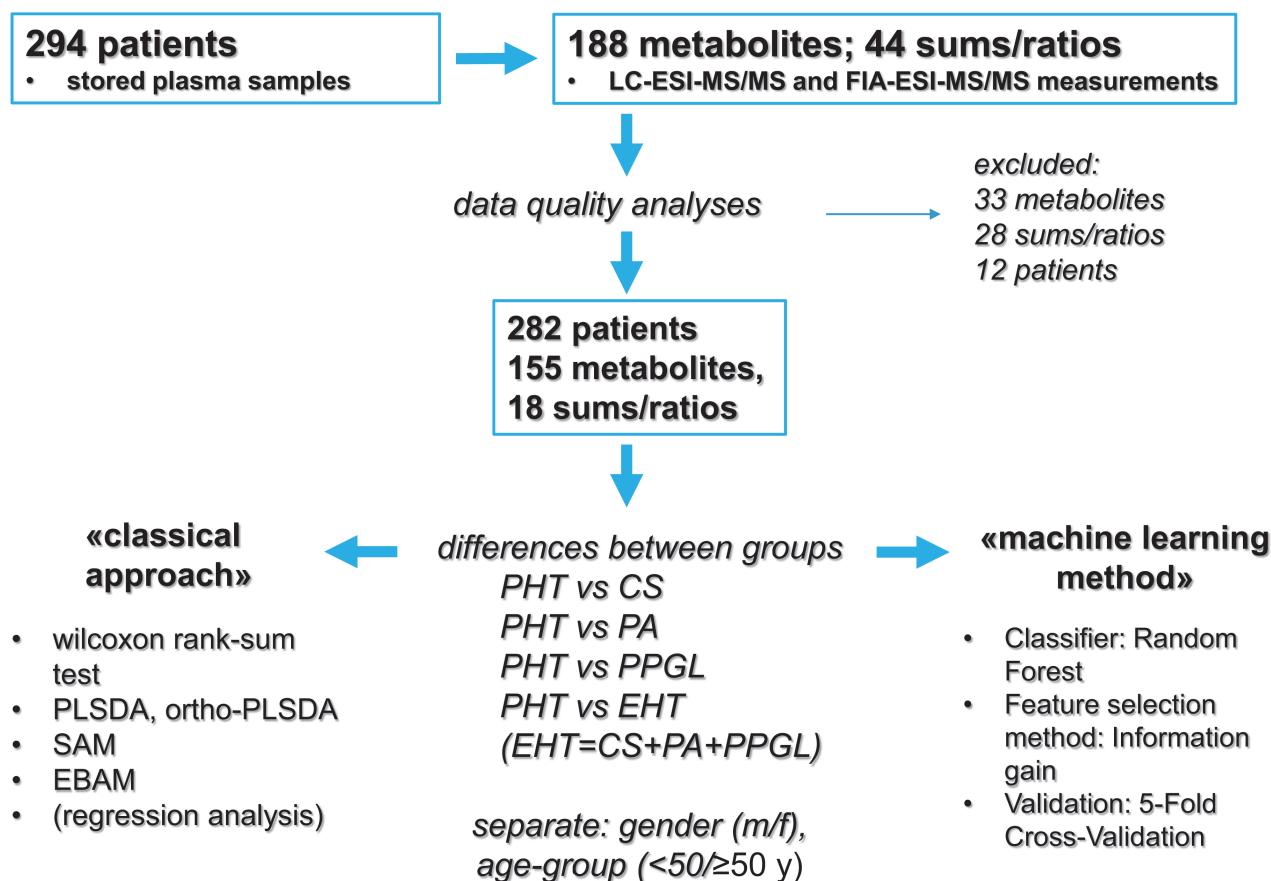 294 patients
• stored plasma samples
188 metabolites; 44 sums/ratios
• LC-ESI-MS/MS and FIA-ESI-MS/MS measurements
data quality analyses
excluded:
33 metabolites
28 sums/ratios
12 patients
282 patients
155 metabolites,
18 sums/ratios
«classical
approach»
• wilcoxon rank-sum
test
• PLSDA, ortho-PLSDA
• SAM
• EBAM
• (regression analysis)
differences between groups
PHT vs CS
PHT vs PA
PHT vs PPGL
PHT vs EHT
(EHT=CS+PA+PPGL)
separate: gender (m/f),
age-group (<50/≥50 y)
«machine learning
method»
• Classifier: Random
Forest
• Feature selection
method: Information
gain
• Validation: 5-Fold
Cross-Validation